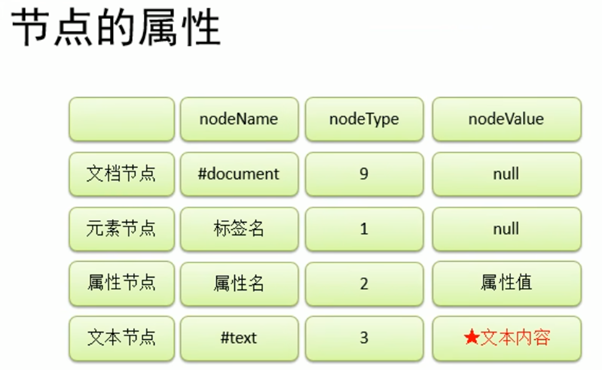 节点的属性
nodeName nodeType nodeValue
文档节点 #document 9 null
元素节点 标签名 1 null
属性节点 属性名 2 属性值
文本节点 #text 3 ★文本内容